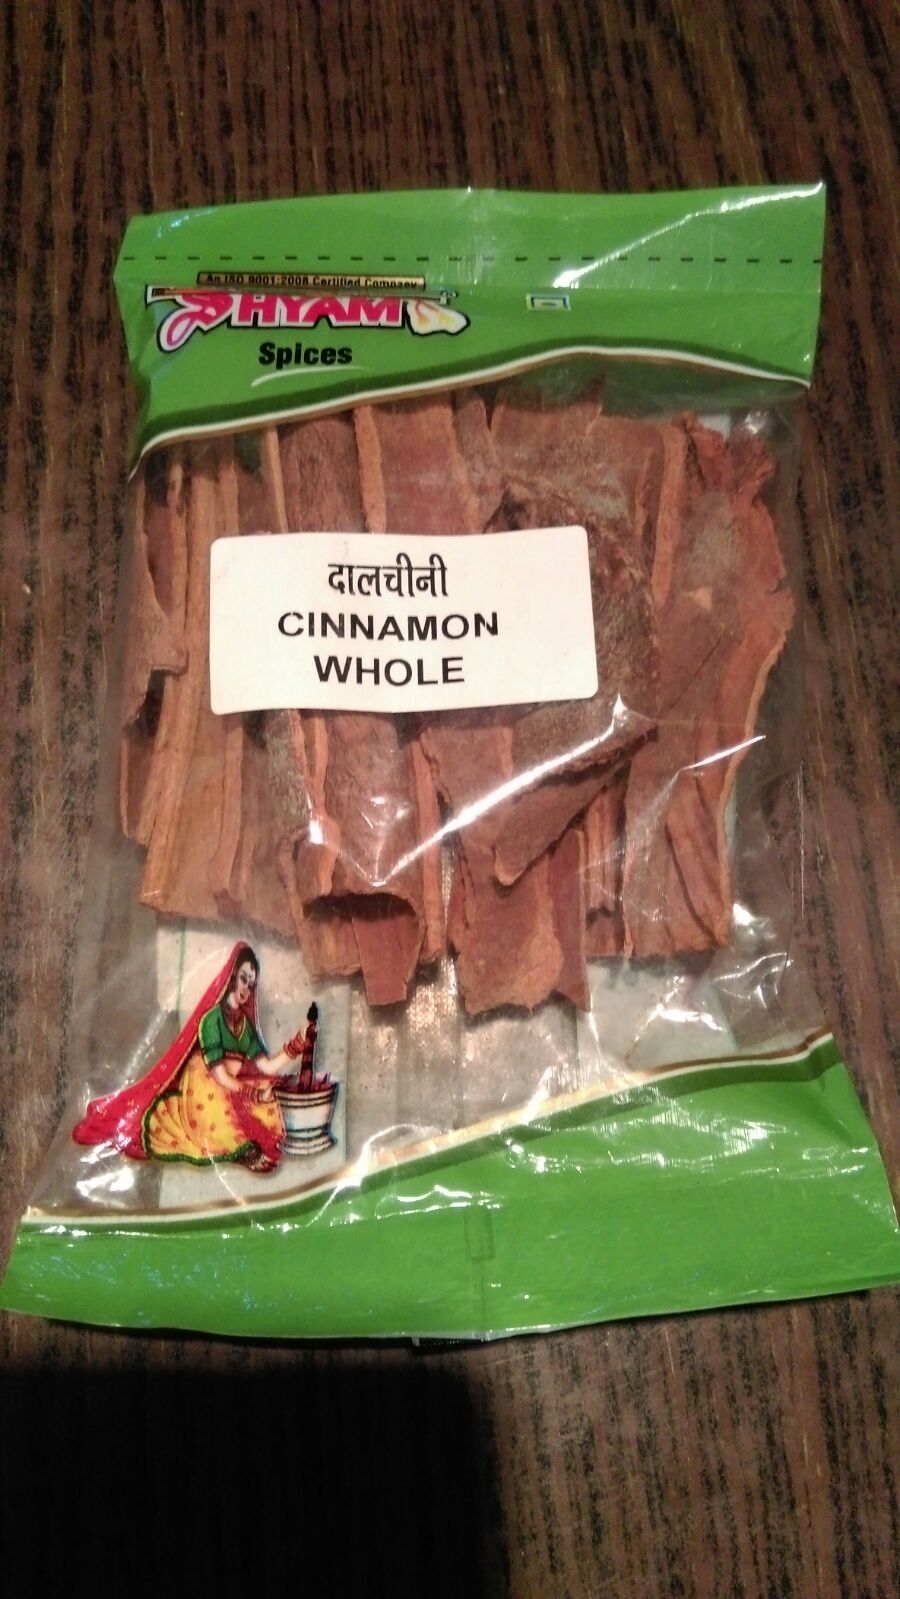 An ISO 9001:2008 Certified Company
SHYAM
Spices
दालचीनी
CINNAMON
WHOLE